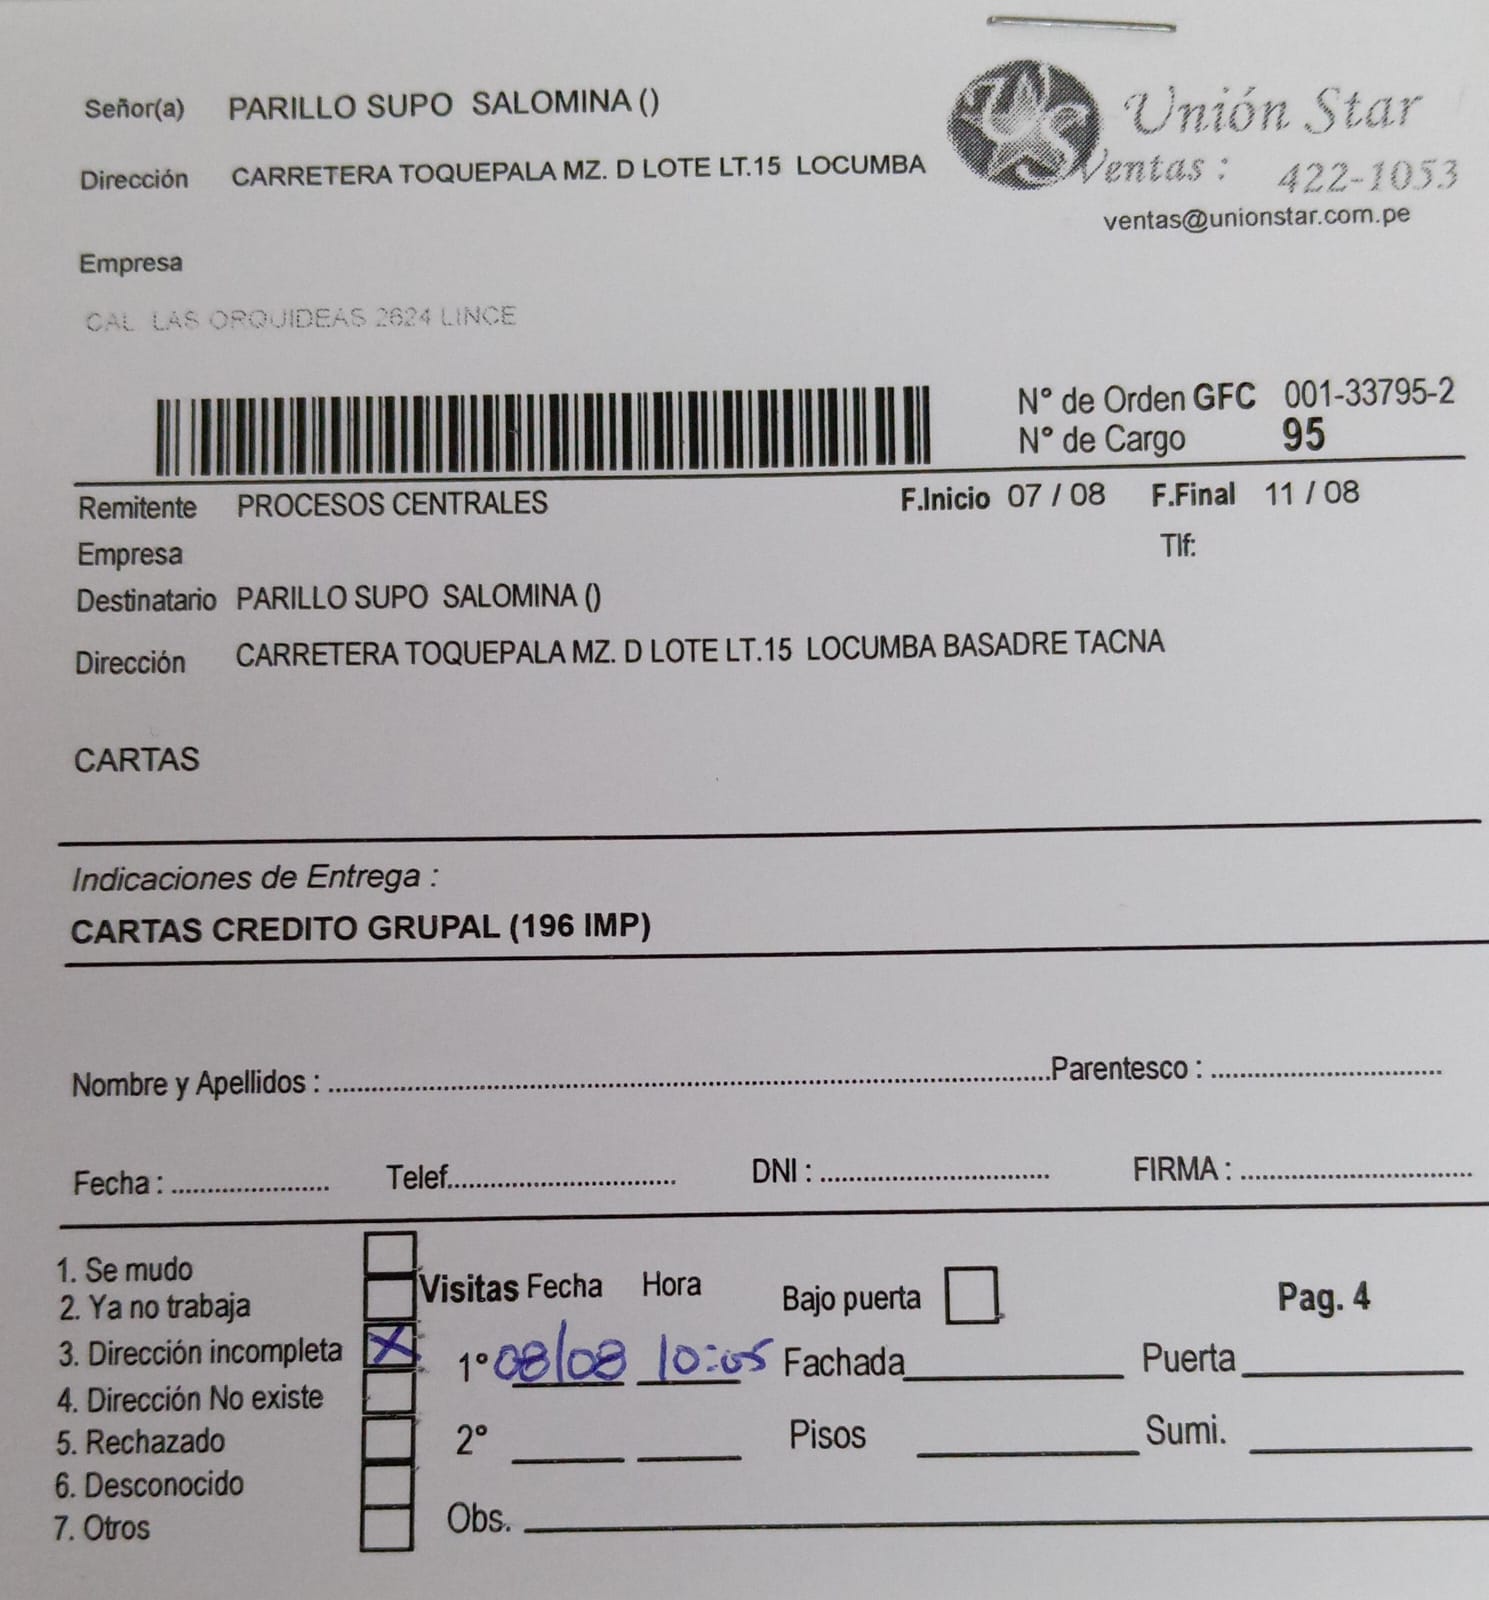 Señor(a) PARILLO SUPO SALOMINA ()
Unión Star
Dirección CARRETERA TOQUEPALA MZ. D LOTE LT.15 LOCUMBA
Ventas : 422-1053
ventas@unionstar.com.pe
Empresa
CAL LAS ORQUIDEAS 2624 LINCE
N° de Orden GFC 001-33795-2
N° de Cargo 95
Remitente PROCESOS CENTRALES F.Inicio 07 / 08 F.Final 11 / 08
Empresa Tlf:
Destinatario PARILLO SUPO SALOMINA ()
Dirección CARRETERA TOQUEPALA MZ. D LOTE LT.15 LOCUMBA BASADRE TACNA
CARTAS
Indicaciones de Entrega :
CARTAS CREDITO GRUPAL (196 IMP)
Nombre y Apellidos : Parentesco :
Fecha : Telef. DNI : FIRMA :
1. Se mudo
2. Ya no trabaja
3. Dirección incompleta X
4. Dirección No existe
5. Rechazado
6. Desconocido
7. Otros
Visitas Fecha Hora Bajo puerta Pag. 4
1° 08/08 10:05 Fachada Puerta
2° Pisos Sumi.
Obs.